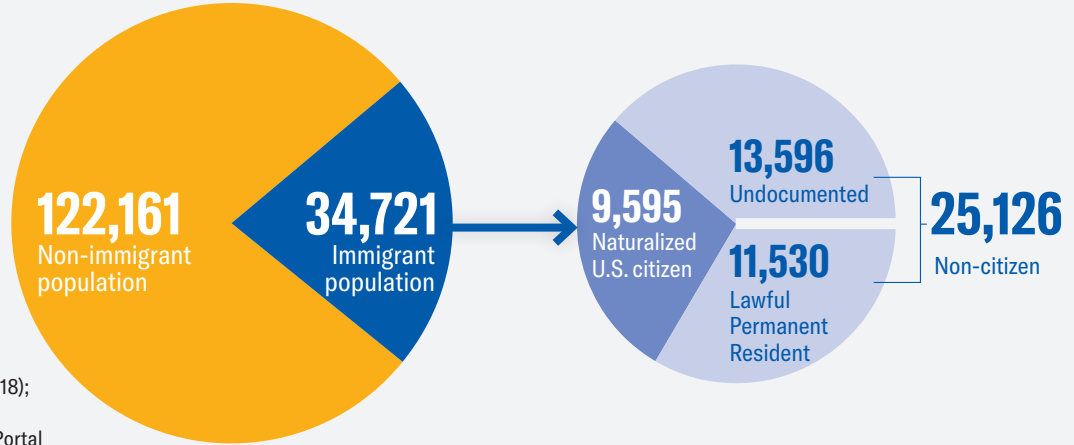 122,161
Non-immigrant
population
34,721
Immigrant
population
9,595
Naturalized
U.S. citizen
13,596
Undocumented
11,530
Lawful
Permanent
Resident
25,126
Non-citizen
18);
Portal